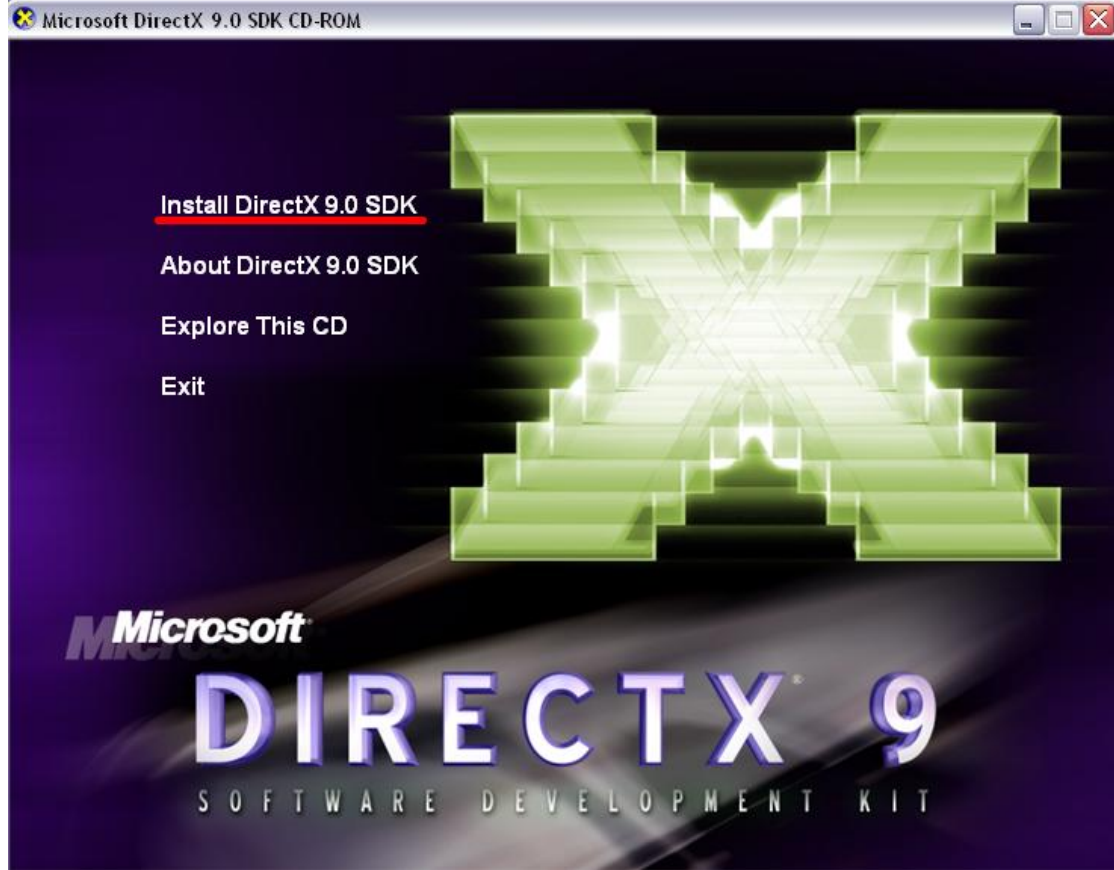 Microsoft DirectX 9.0 SDK CD-ROM
Install DirectX 9.0 SDK
About DirectX 9.0 SDK
Explore This CD
Exit
Microsoft
DIRECTX® 9
SOFTWARE DEVELOPMENT KIT